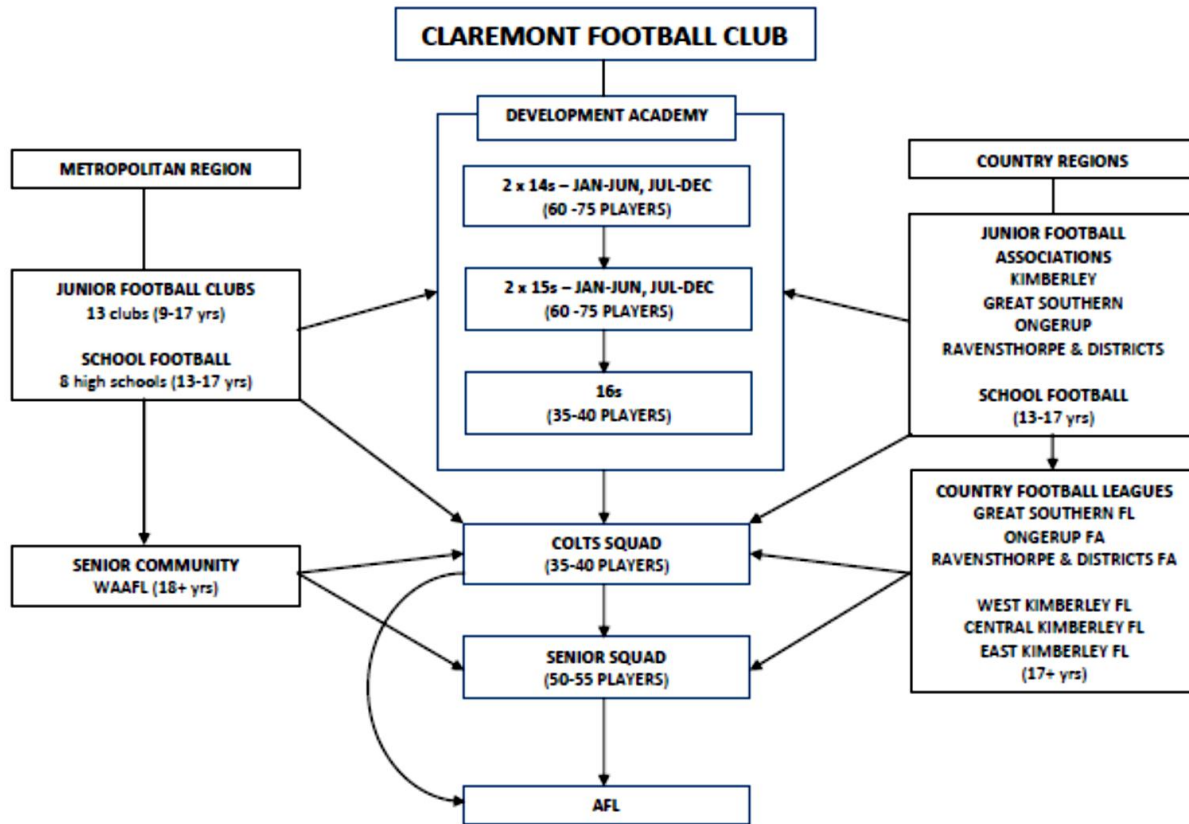 CLAREMONT FOOTBALL CLUB
DEVELOPMENT ACADEMY
2 x 14s – JAN-JUN, JUL-DEC
(60 -75 PLAYERS)
2 x 15s – JAN-JUN, JUL-DEC
(60 -75 PLAYERS)
16s
(35-40 PLAYERS)
METROPOLITAN REGION
JUNIOR FOOTBALL CLUBS
13 clubs (9-17 yrs)
SCHOOL FOOTBALL
8 high schools (13-17 yrs)
SENIOR COMMUNITY
WAAFL (18+ yrs)
COUNTRY REGIONS
JUNIOR FOOTBALL
ASSOCIATIONS
KIMBERLEY
GREAT SOUTHERN
ONGERUP
RAVENSTHORPE & DISTRICTS
SCHOOL FOOTBALL
(13-17 yrs)
COUNTRY FOOTBALL LEAGUES
GREAT SOUTHERN FL
ONGERUP FA
RAVENSTHORPE & DISTRICTS FA
WEST KIMBERLEY FL
CENTRAL KIMBERLEY FL
EAST KIMBERLEY FL
(17+ yrs)
COLTS SQUAD
(35-40 PLAYERS)
SENIOR SQUAD
(50-55 PLAYERS)
AFL